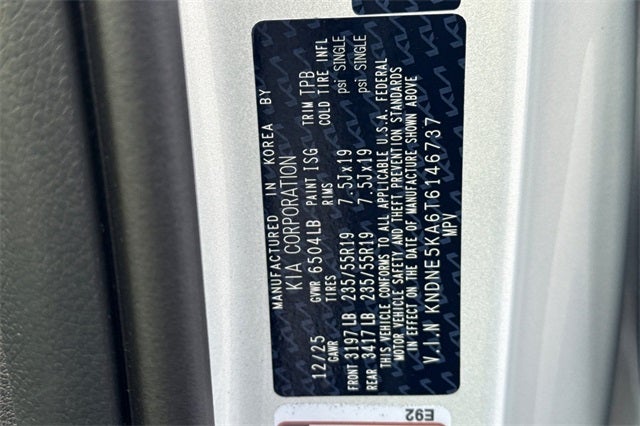 MANUFACTURED IN KOREA BY
KIA CORPORATION
12/25 GVWR 6504LB PAINT ISG TRIM TPB
GAWR TIRES RIMS COLD TIRE INFL
FRONT 3197LB 235/55R19 7.5Jx19 psi SINGLE
REAR 3417LB 235/55R19 7.5Jx19 psi SINGLE
THIS VEHICLE CONFORMS TO ALL APPLICABLE U.S.A. FEDERAL
MOTOR VEHICLE SAFETY AND THEFT PREVENTION STANDARDS
IN EFFECT ON THE DATE OF MANUFACTURE SHOWN ABOVE
V.I.N KNDNE5KA6T6146737
MPV
E92